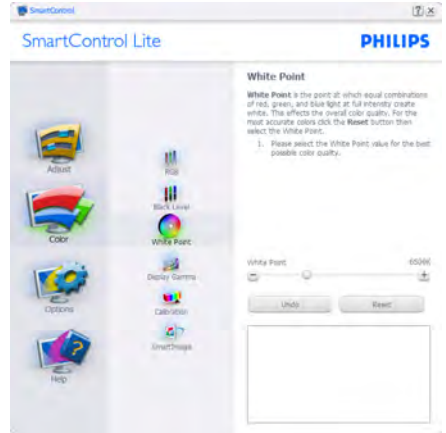 SmartControl
SmartControl Lite
PHILIPS
Adjust
Color
Options
Help
RGB
Black Level
White Point
Display Gamma
Calibration
SmartImage
White Point
White Point is the point at which equal combinations
of red, green, and blue light at full intensity create
white. This effects the overall color quality. For the
most accurate colors click the Reset button then
select the White Point.
1. Please select the White Point value for the best
possible color quality.
White Point 6500K
Undo Reset